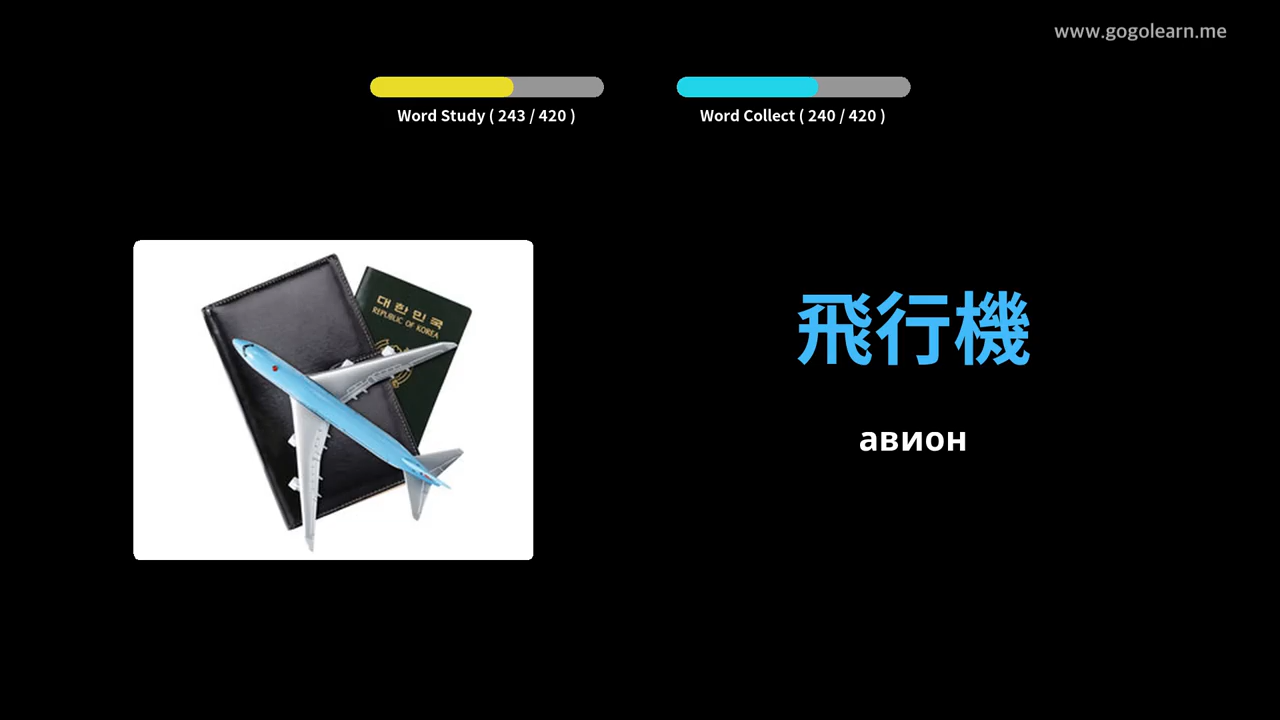 www.gogolearn.me
Word Study ( 243 / 420 )
Word Collect ( 240 / 420 )
대한민국
REPUBLIC OF KOREA
飛行機
авион